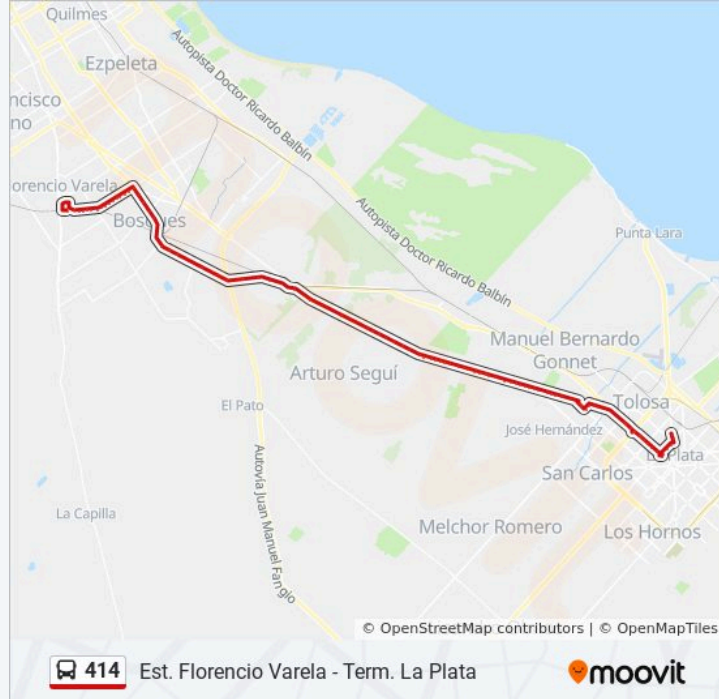 Quilmes
Autopista Doctor Ricardo Balbín
Ezpeleta
ncisco
no
orencio Varela
Bosques
Autopista Doctor Ricardo Balbín
Punta Lara
Manuel Bernardo
Gonnet
Arturo Seguí
El Pato
Tolosa
José Hernández
La Plata
San Carlos
Autovía Juan Manuel Fangio
La Capilla
Melchor Romero
Los Hornos
© OpenStreetMap contributors | © OpenMapTiles
414 Est. Florencio Varela - Term. La Plata
moovit